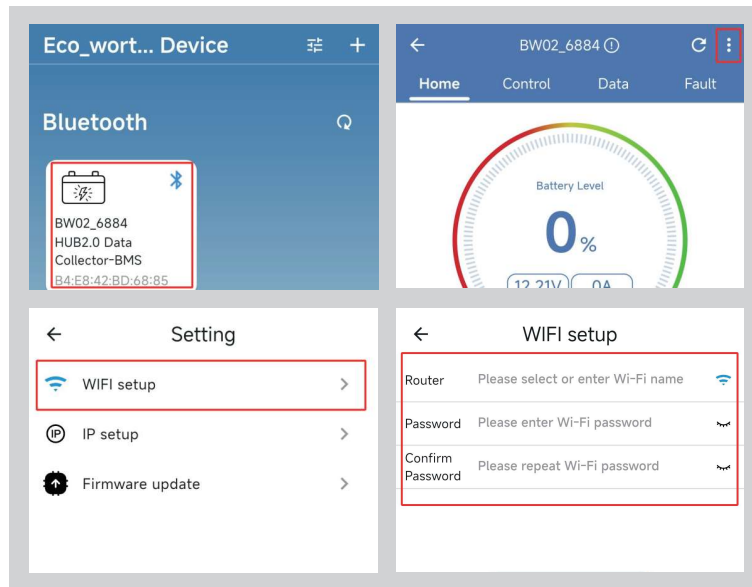 Eco_wort... Device
Bluetooth
BW02_6884
HUB2.0 Data
Collector-BMS
B4:E8:42:BD:68:85
BW02_6884
Home Control Data Fault
Battery Level
0%
12.21V 0A
Setting
WIFI setup
IP setup
Firmware update
WIFI setup
Router Please select or enter Wi-Fi name
Password Please enter Wi-Fi password
Confirm
Password Please repeat Wi-Fi password